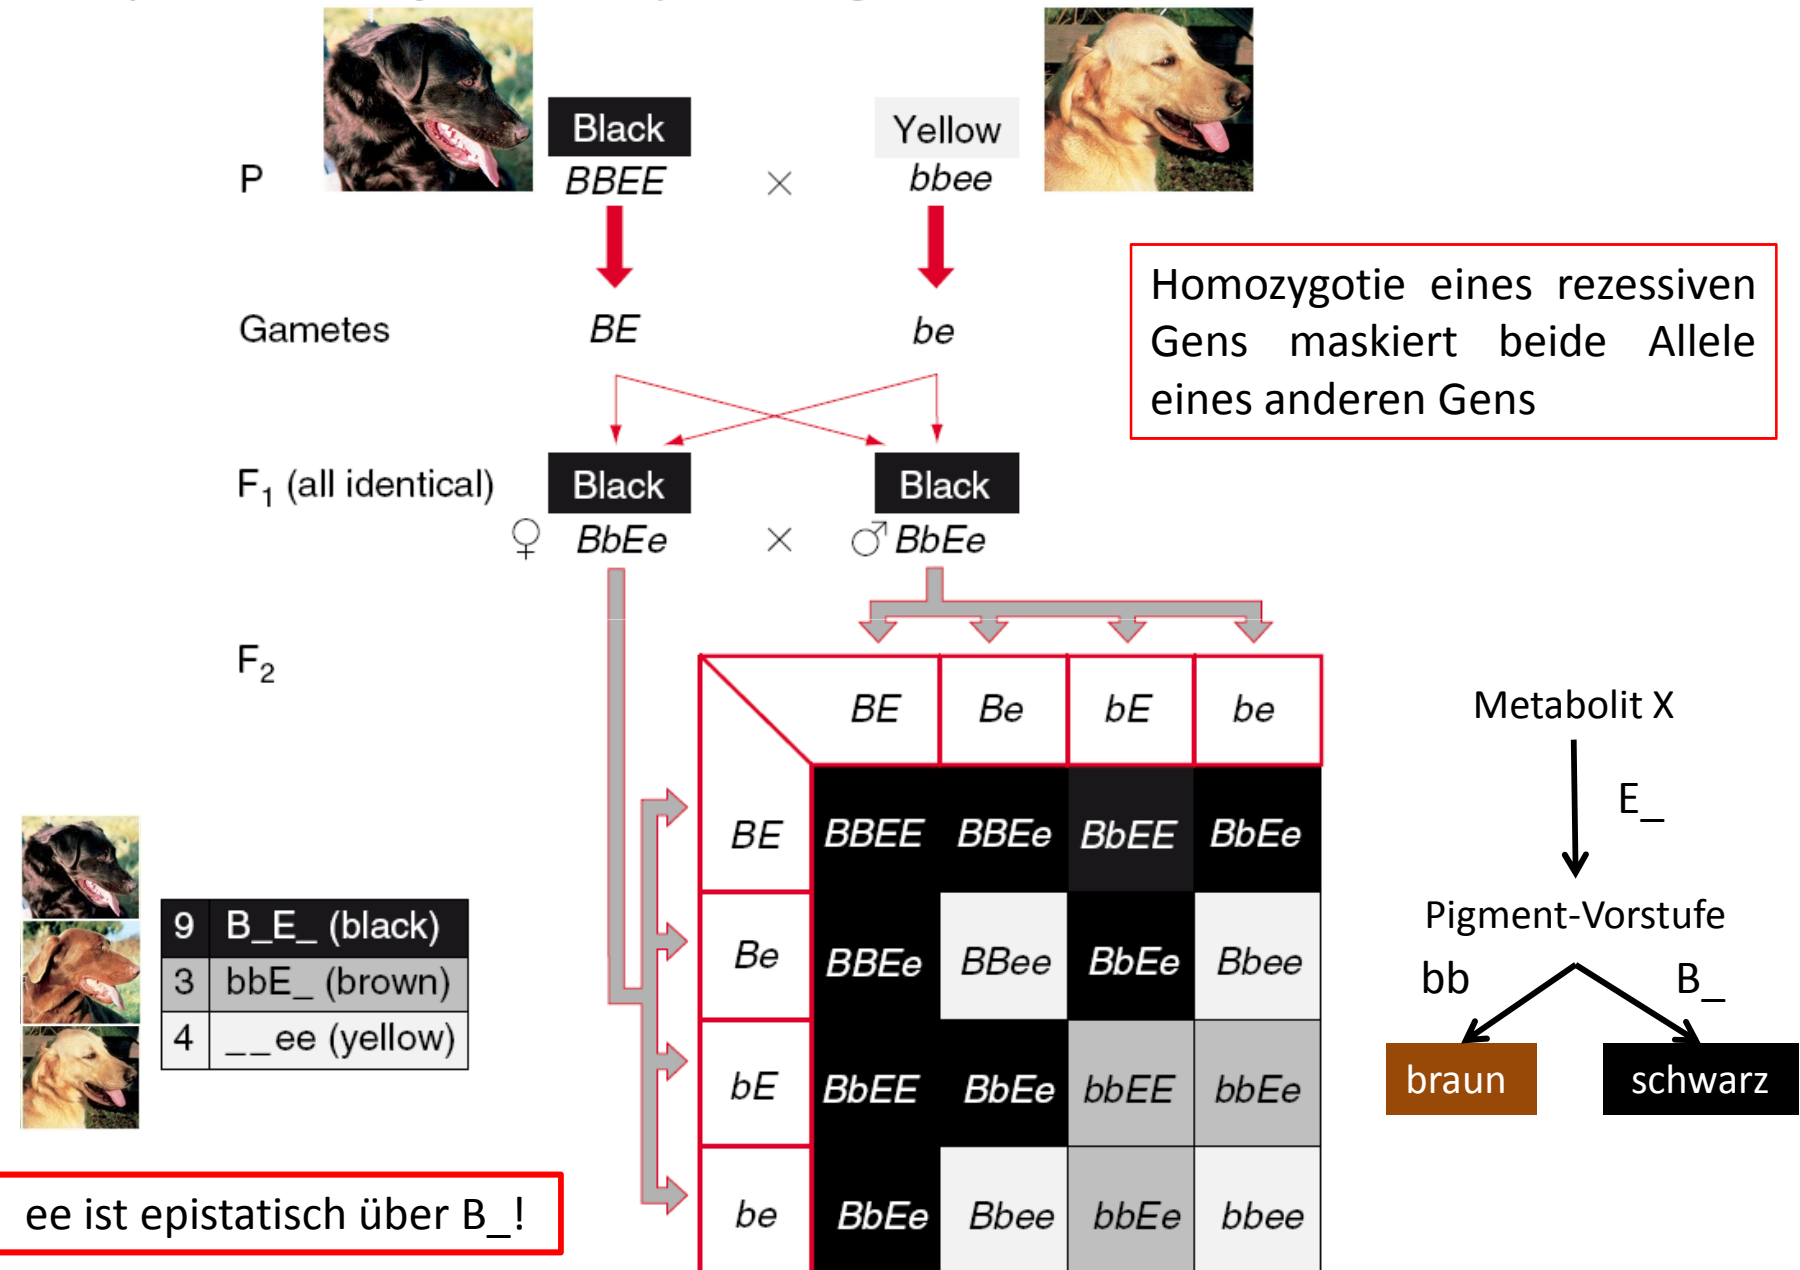 Black
Yellow
P
BBEE
×
bbee
Homozygotie eines rezessiven
Gens maskiert beide Allele
eines anderen Gens
Gametes
BE
be
F1 (all identical)
Black
Black
♀ BbEe × ♂ BbEe
F2
BE Be bE be
BE BBEE BBEe BbEE BbEe
Be BBEe BBee BbEe Bbee
bE BbEE BbEe bbEE bbEe
be BbEe Bbee bbEe bbee
9 B_E_ (black)
3 bbE_ (brown)
4 __ee (yellow)
ee ist epistatisch über B_!
Metabolit X
E_
Pigment-Vorstufe
bb
B_
braun
schwarz